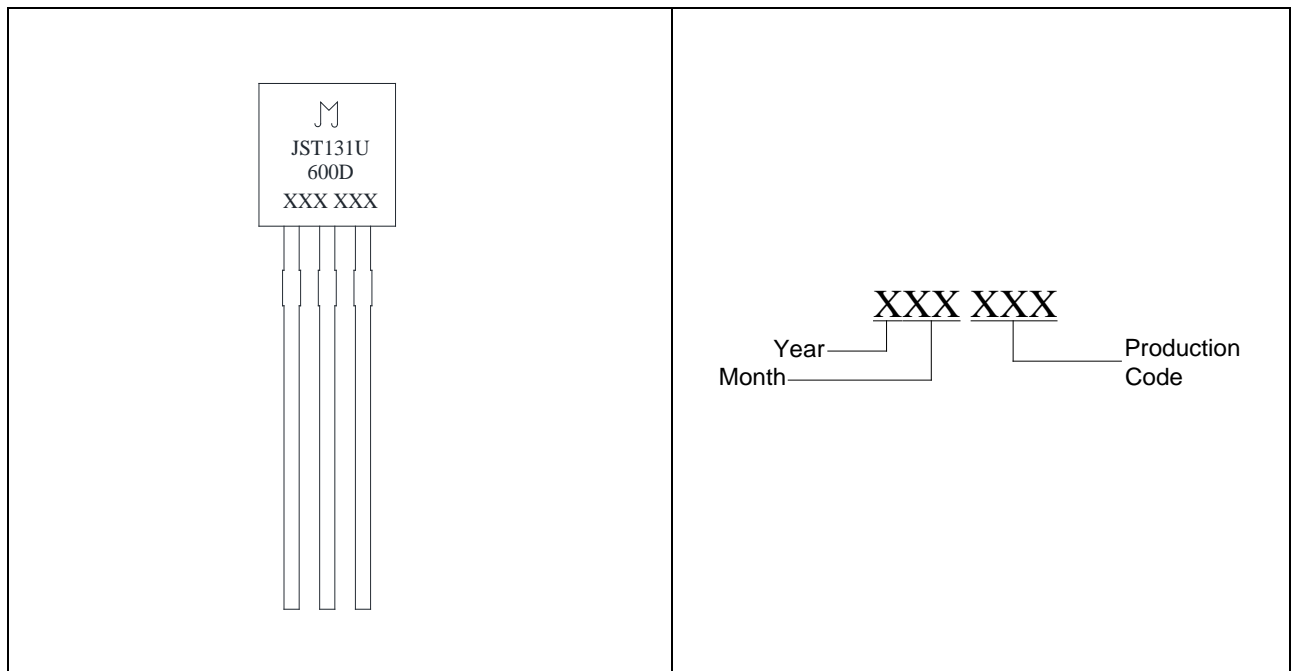 JST131U
600D
XXX XXX
XXX XXX
Year
Month
Production
Code